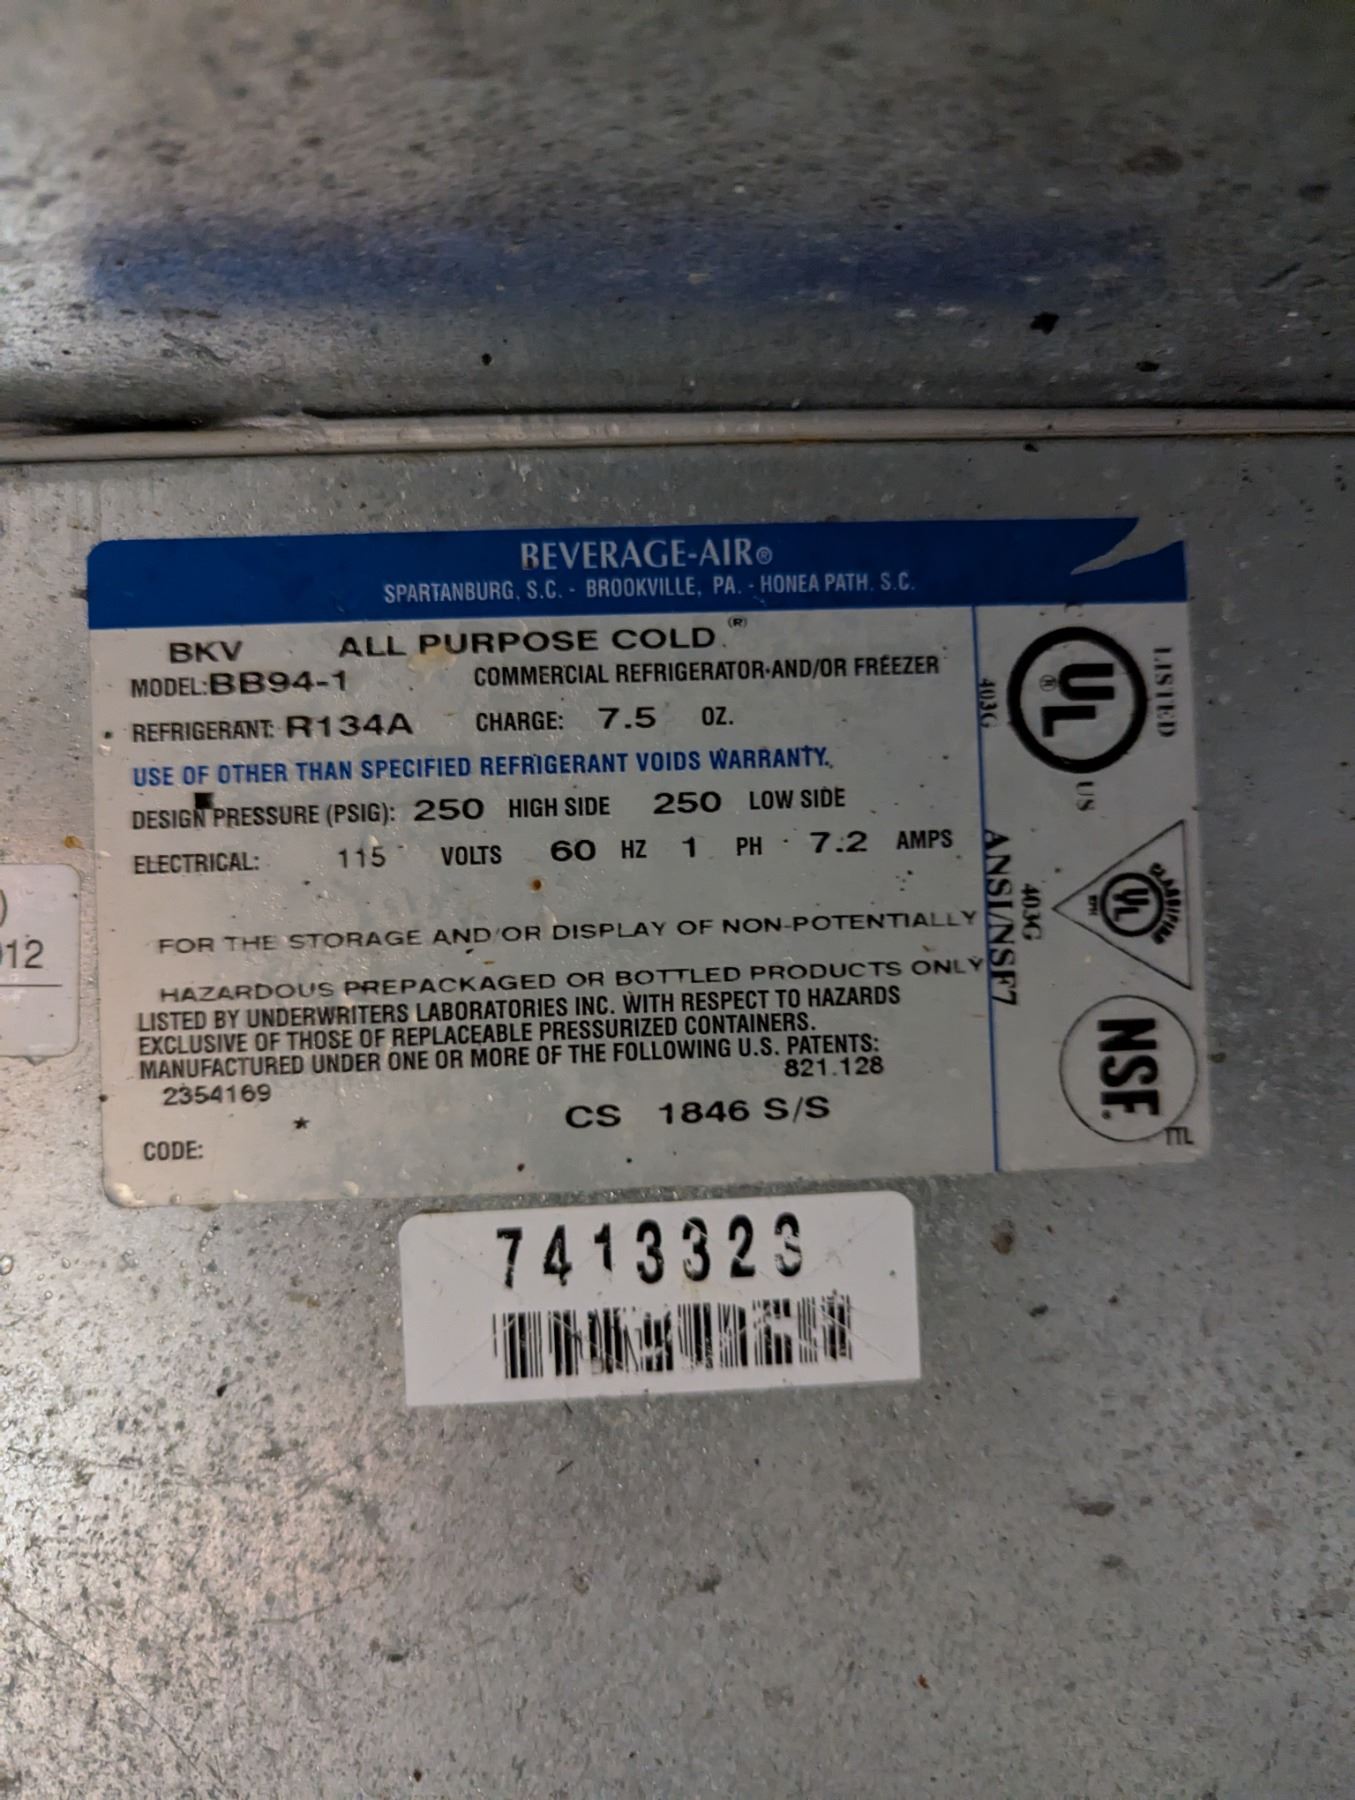 BEVERAGE-AIR®
SPARTANBURG, S.C. - BROOKVILLE, PA. - HONEA PATH. S.C.
BKV ALL PURPOSE COLD (R)
MODEL: BB94-1 COMMERCIAL REFRIGERATOR AND/OR FREEZER
REFRIGERANT: R134A CHARGE: 7.5 OZ.
USE OF OTHER THAN SPECIFIED REFRIGERANT VOIDS WARRANTY.
DESIGN PRESSURE (PSIG): 250 HIGH SIDE 250 LOW SIDE
ELECTRICAL: 115 VOLTS 60 HZ 1 PH 7.2 AMPS
FOR THE STORAGE AND/OR DISPLAY OF NON-POTENTIALLY
HAZARDOUS PREPACKAGED OR BOTTLED PRODUCTS ONLY
LISTED BY UNDERWRITERS LABORATORIES INC. WITH RESPECT TO HAZARDS
EXCLUSIVE OF THOSE OF REPLACEABLE PRESSURIZED CONTAINERS.
MANUFACTURED UNDER ONE OR MORE OF THE FOLLOWING U.S. PATENTS:
821.128
2354169
CS 1846 S/S
*
CODE:
C UL® US
LISTED
403G
CLASSIFIED
UL
EPH
403G
ANSI/NSF7
NSF.
TTL
)
012
7413323